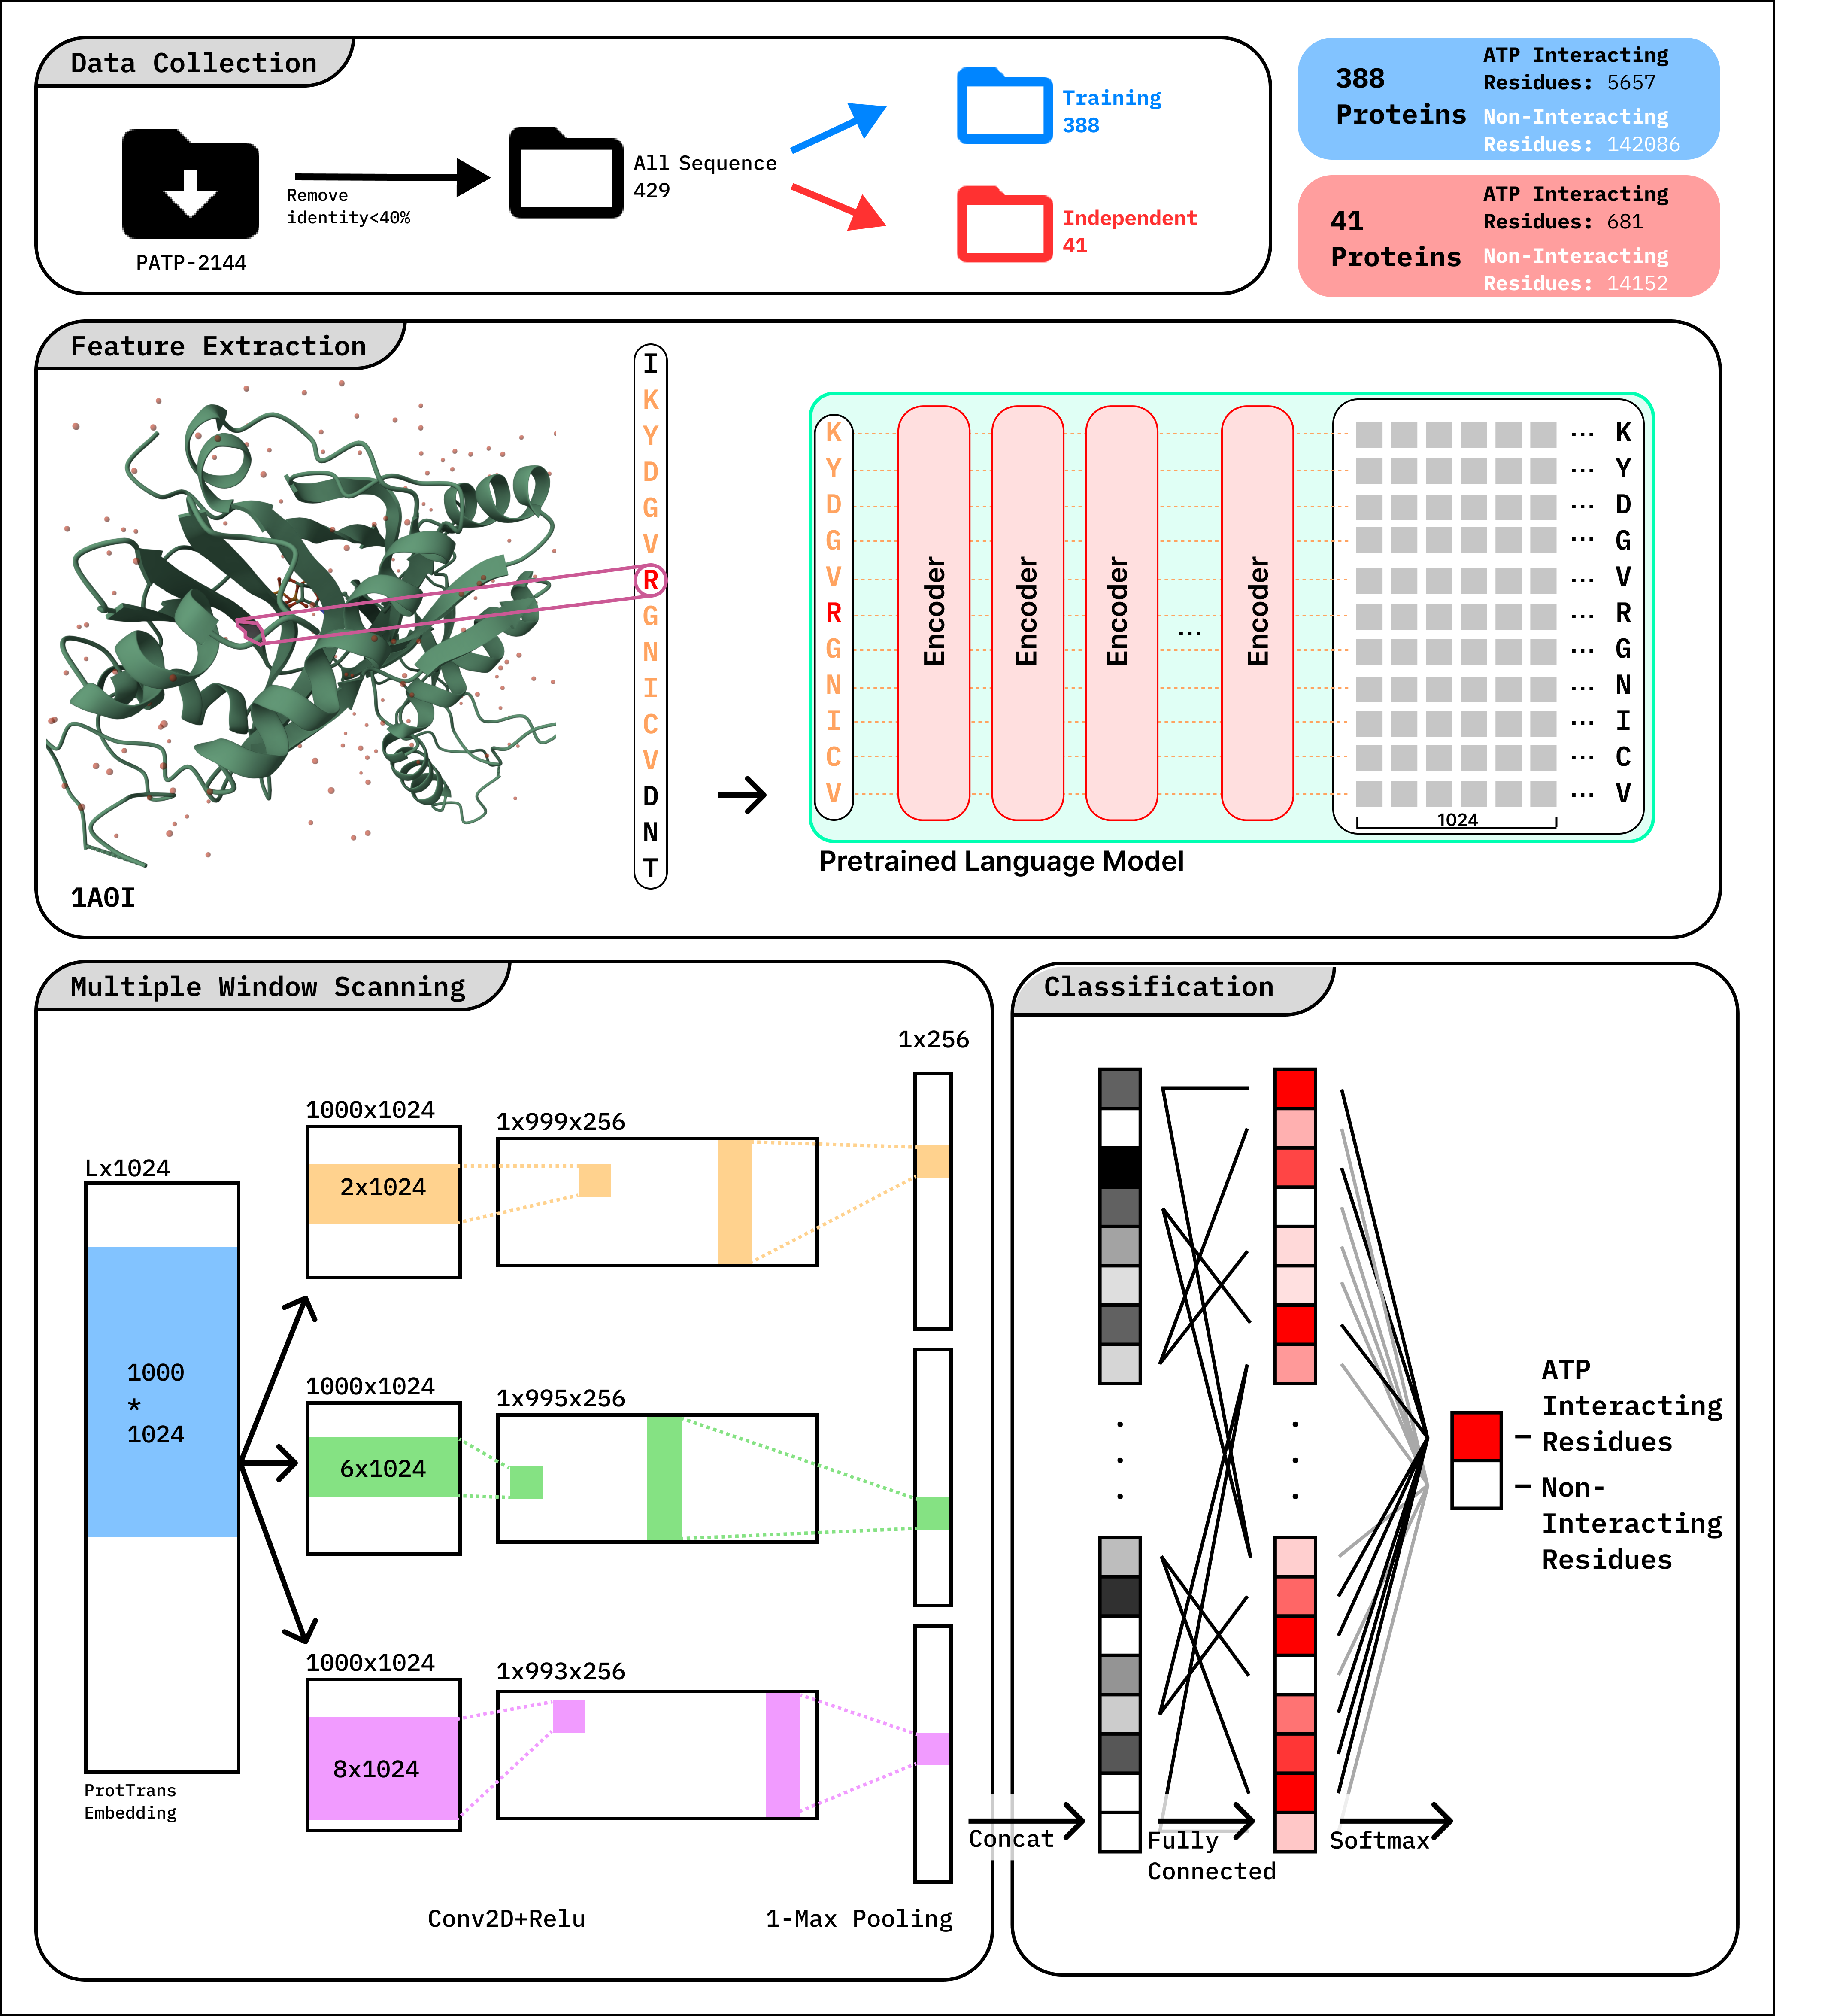 Data Collection
PATP-2144
Remove
identity<40%
All Sequence
429
Training
388
Independent
41
388
Proteins
ATP Interacting
Residues: 5657
Non-Interacting
Residues: 142086
41
Proteins
ATP Interacting
Residues: 681
Non-Interacting
Residues: 14152
Feature Extraction
1A0I
I
K
Y
D
G
V
R
G
N
I
C
V
D
N
T
K ... K
Y ... Y
D ... D
G ... G
V ... V
R ... R
G ... G
N ... N
I ... I
C ... C
V ... V
Encoder
Encoder
Encoder
...
Encoder
1024
Pretrained Language Model
Multiple Window Scanning
Lx1024
1000
*
1024
ProtTrans
Embedding
1000x1024
2x1024
1x999x256
1x256
1000x1024
6x1024
1x995x256
1000x1024
8x1024
1x993x256
Conv2D+Relu
1-Max Pooling
Concat
Classification
Fully
Connected
Softmax
ATP
Interacting
Residues
Non-
Interacting
Residues